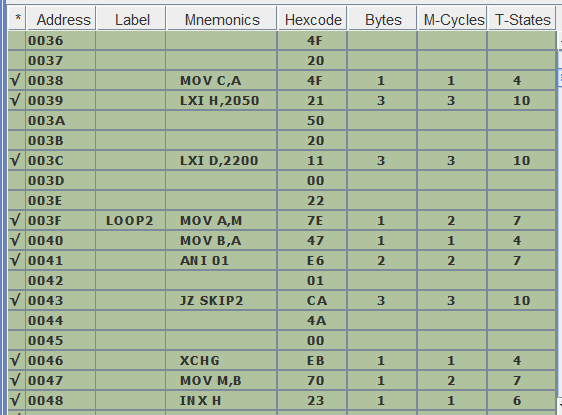 * Address Label Mnemonics Hexcode Bytes M-Cycles T-States
0036 4F
0037 20
√ 0038 MOV C,A 4F 1 1 4
√ 0039 LXI H,2050 21 3 3 10
003A 50
003B 20
√ 003C LXI D,2200 11 3 3 10
003D 00
003E 22
√ 003F LOOP2 MOV A,M 7E 1 2 7
√ 0040 MOV B,A 47 1 1 4
√ 0041 ANI 01 E6 2 2 7
0042 01
√ 0043 JZ SKIP2 CA 3 3 10
0044 4A
0045 00
√ 0046 XCHG EB 1 1 4
√ 0047 MOV M,B 70 1 2 7
√ 0048 INX H 23 1 1 6